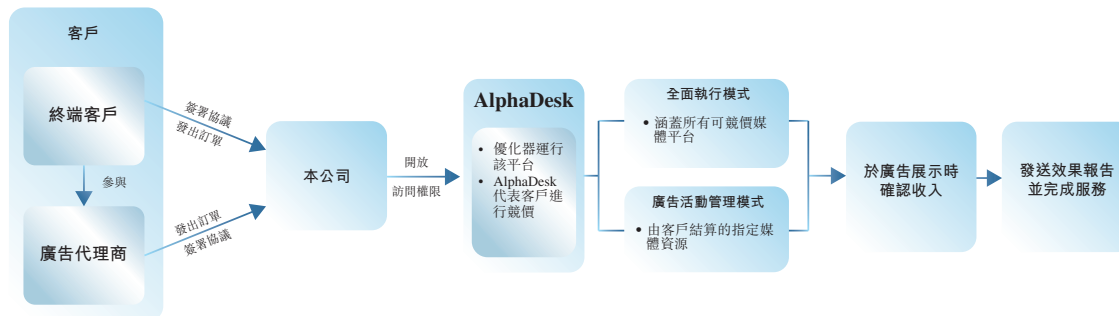 客戶
終端客戶
參與
廣告代理商
簽署協議
發出訂單
發出訂單
簽署協議
本公司
開放
訪問權限
AlphaDesk
• 優化器運行
該平台
• AlphaDesk
代表客戶進
行競價
全面執行模式
• 涵蓋所有可競價媒
體平台
廣告活動管理模式
• 由客戶結算的指定媒
體資源
於廣告展示時
確認收入
發送效果報告
並完成服務